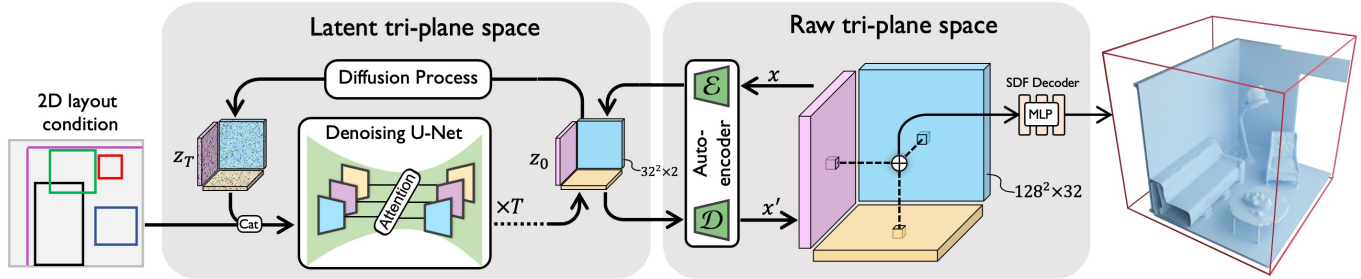 Latent tri-plane space
Raw tri-plane space
2D layout
condition
Diffusion Process
z_T
Denoising U-Net
Attention
Cat
×T
z_0
32²×2
Auto-
encoder
ℰ
𝒟
x
x′
128²×32
SDF Decoder
MLP